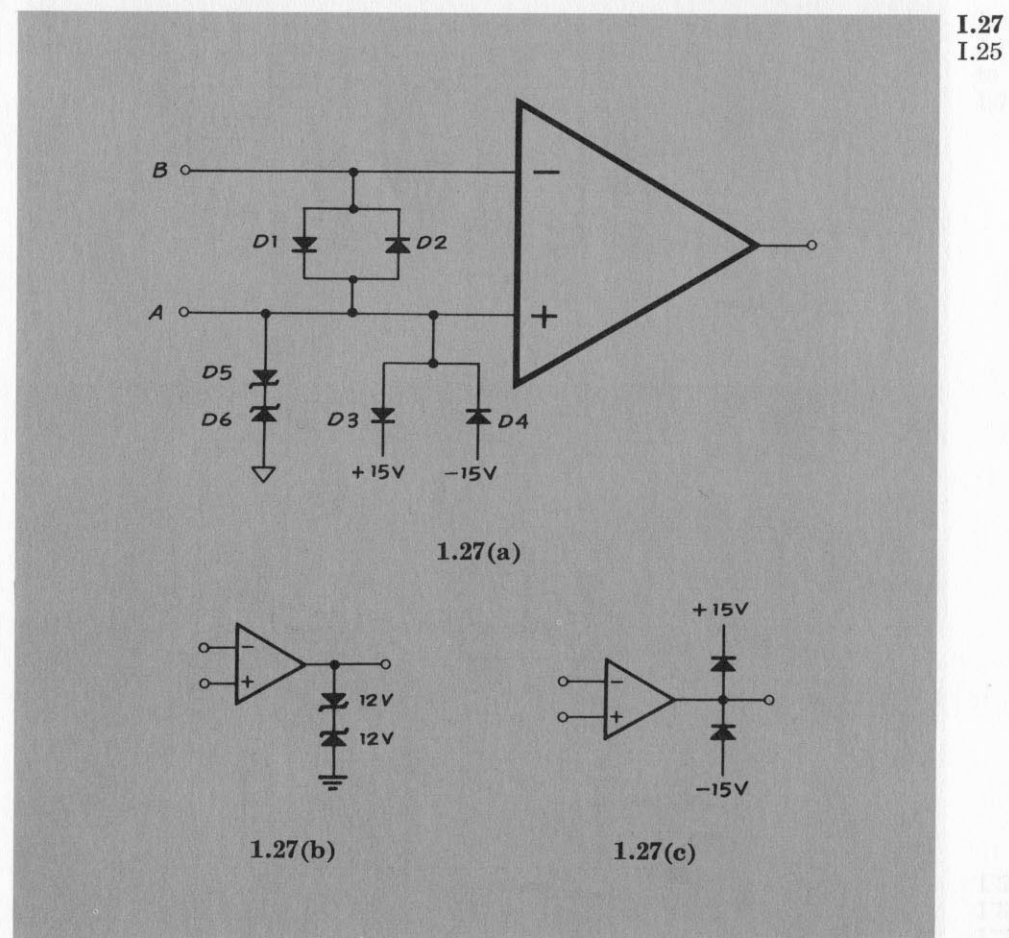 I.27
I.25
B
−
D1
D2
A
+
D5
D6
D3
D4
+15V
−15V
1.27(a)
+15V
−
+
12V
12V
−
+
−15V
1.27(b)
1.27(c)